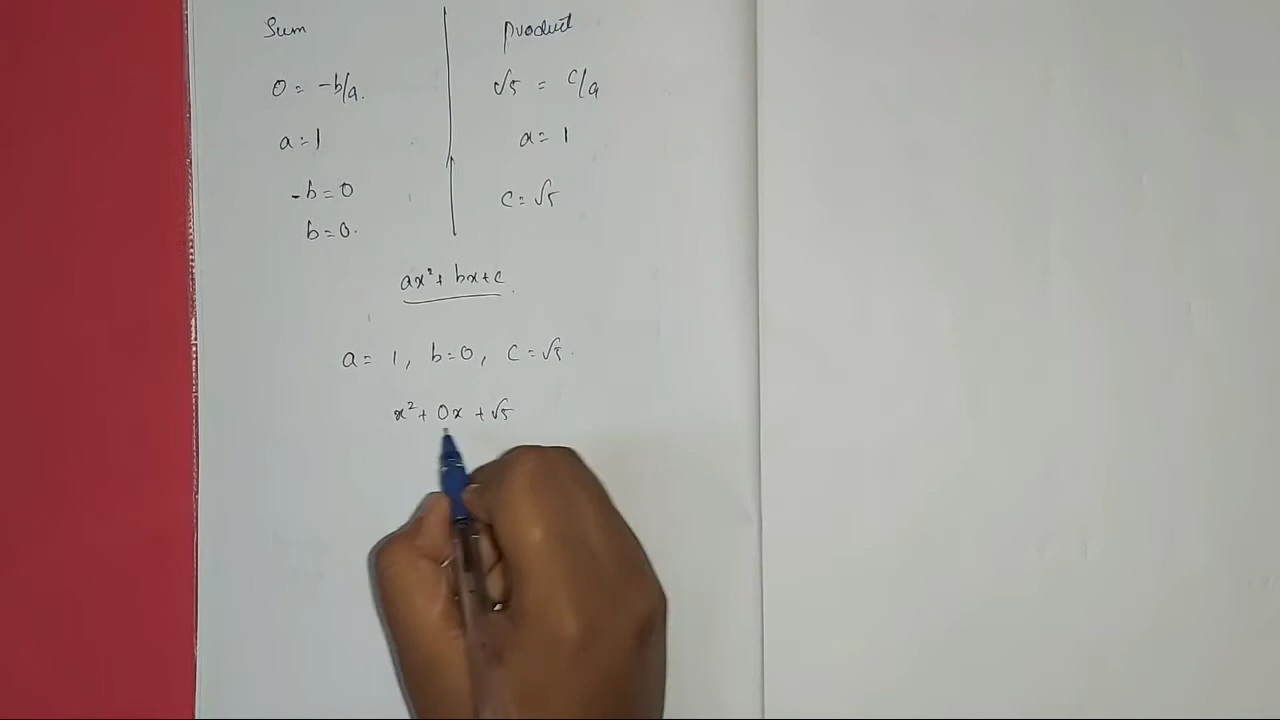 Sum
product
0 = -b/a.
√5 = c/a
a = 1
a = 1
-b = 0
c = √5
b = 0.
ax² + bx + c
a = 1, b = 0, c = √5.
x² + 0x + √5